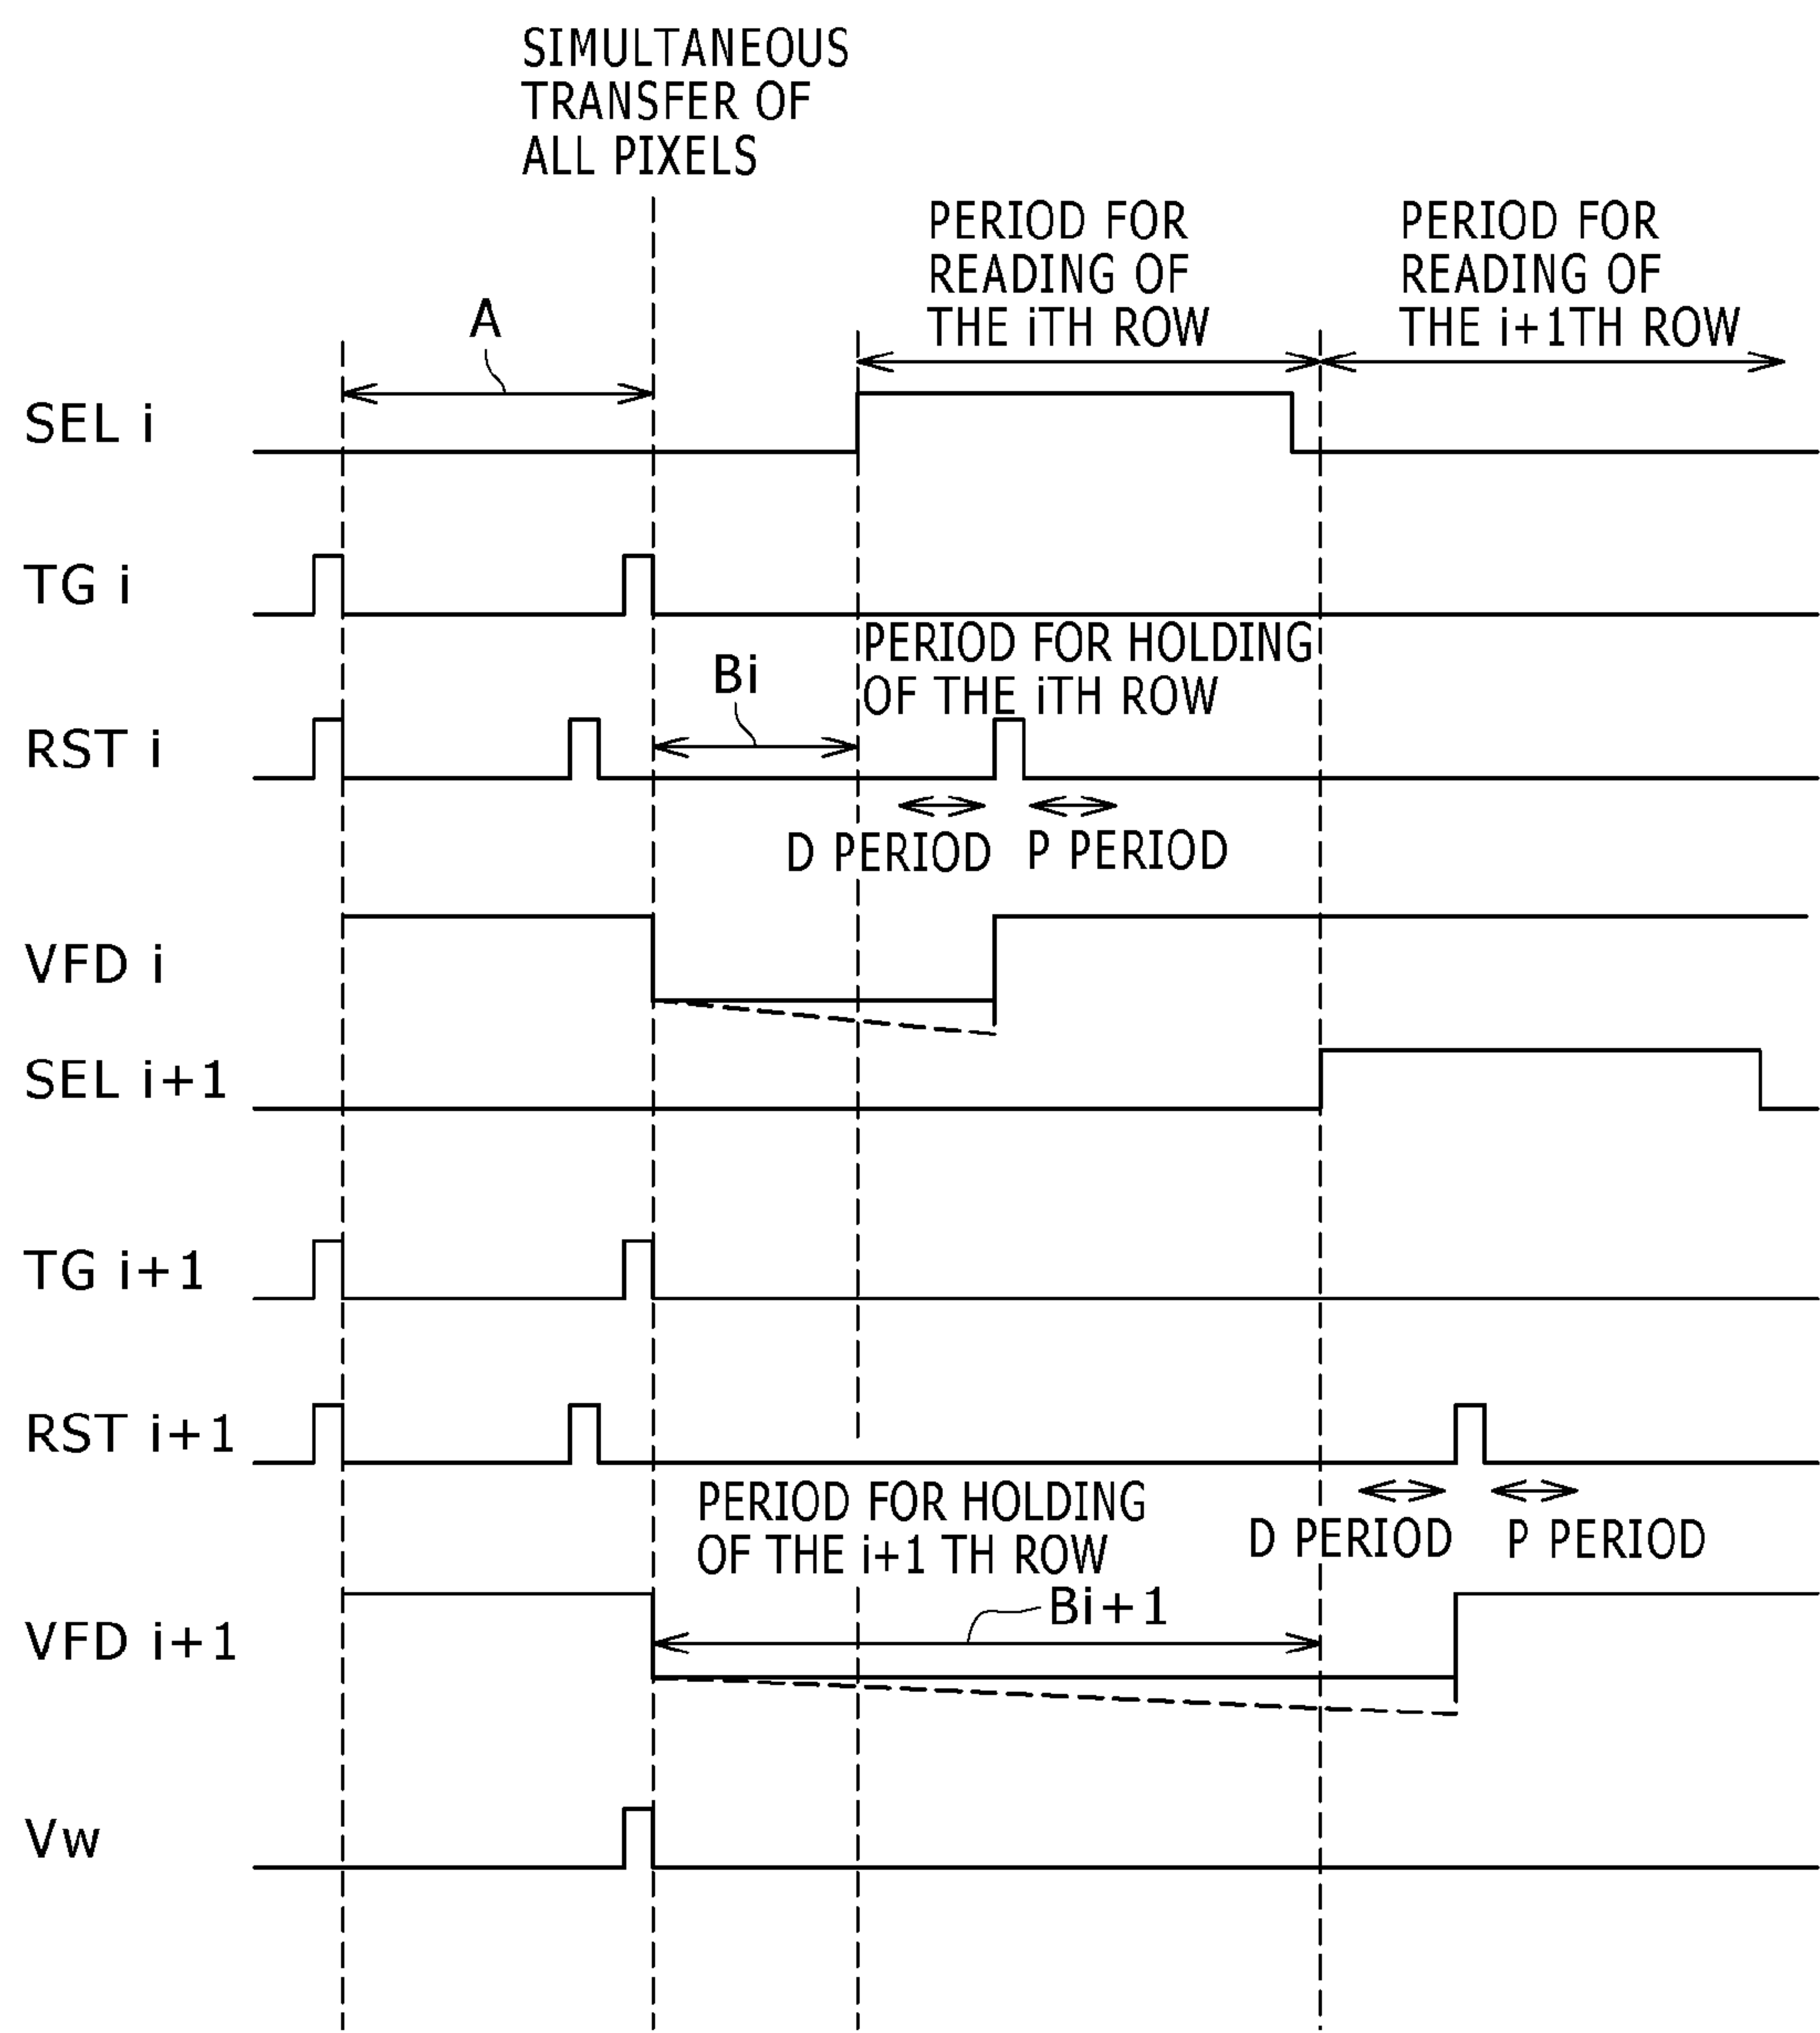 SIMULTANEOUS
TRANSFER OF
ALL PIXELS
PERIOD FOR
READING OF
THE iTH ROW
PERIOD FOR
READING OF
THE i+1TH ROW
A
SEL i
TG i
PERIOD FOR HOLDING
OF THE iTH ROW
Bi
RST i
D PERIOD
P PERIOD
VFD i
SEL i+1
TG i+1
RST i+1
PERIOD FOR HOLDING
OF THE i+1 TH ROW
D PERIOD
P PERIOD
Bi+1
VFD i+1
Vw